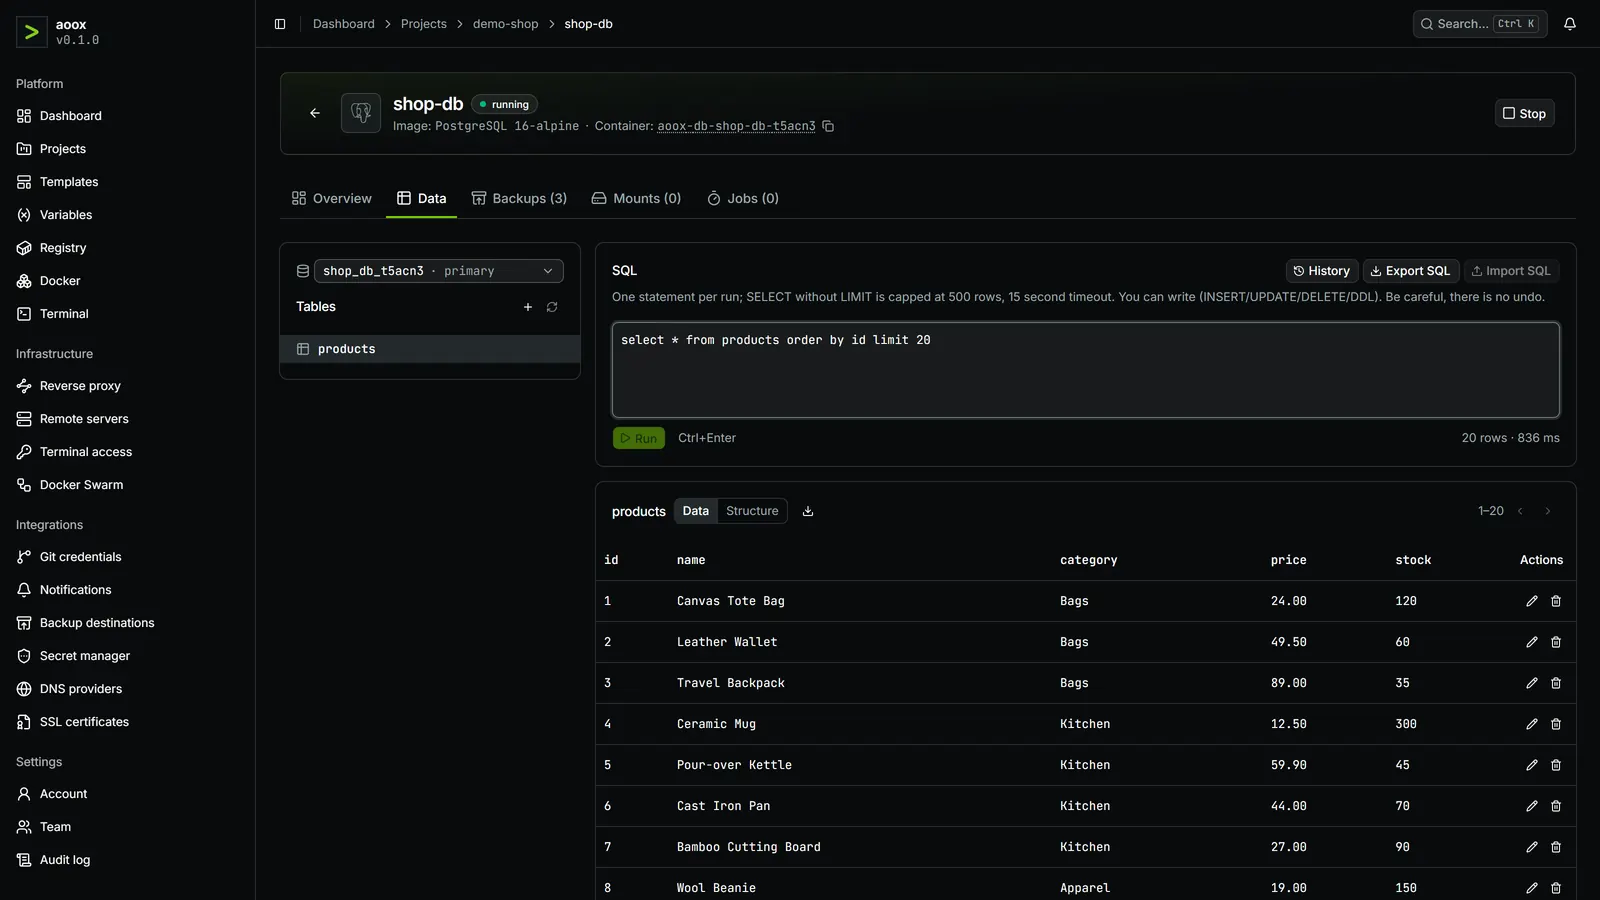 aoox
v0.1.0
Platform
Dashboard
Projects
Templates
Variables
Registry
Docker
Terminal
Infrastructure
Reverse proxy
Remote servers
Terminal access
Docker Swarm
Integrations
Git credentials
Notifications
Backup destinations
Secret manager
DNS providers
SSL certificates
Settings
Account
Team
Audit log
Dashboard > Projects > demo-shop > shop-db
Search... Ctrl K
shop-db running
Image: PostgreSQL 16-alpine · Container: aoox-db-shop-db-t5acn3
Stop
Overview Data Backups (3) Mounts (0) Jobs (0)
shop_db_t5acn3 · primary
Tables
products
SQL History Export SQL Import SQL
One statement per run; SELECT without LIMIT is capped at 500 rows, 15 second timeout. You can write (INSERT/UPDATE/DELETE/DDL). Be careful, there is no undo.
select * from products order by id limit 20
Run Ctrl+Enter 20 rows · 836 ms
products Data Structure 1–20
id name category price stock Actions
1 Canvas Tote Bag Bags 24.00 120
2 Leather Wallet Bags 49.50 60
3 Travel Backpack Bags 89.00 35
4 Ceramic Mug Kitchen 12.50 300
5 Pour-over Kettle Kitchen 59.90 45
6 Cast Iron Pan Kitchen 44.00 70
7 Bamboo Cutting Board Kitchen 27.00 90
8 Wool Beanie Apparel 19.00 150